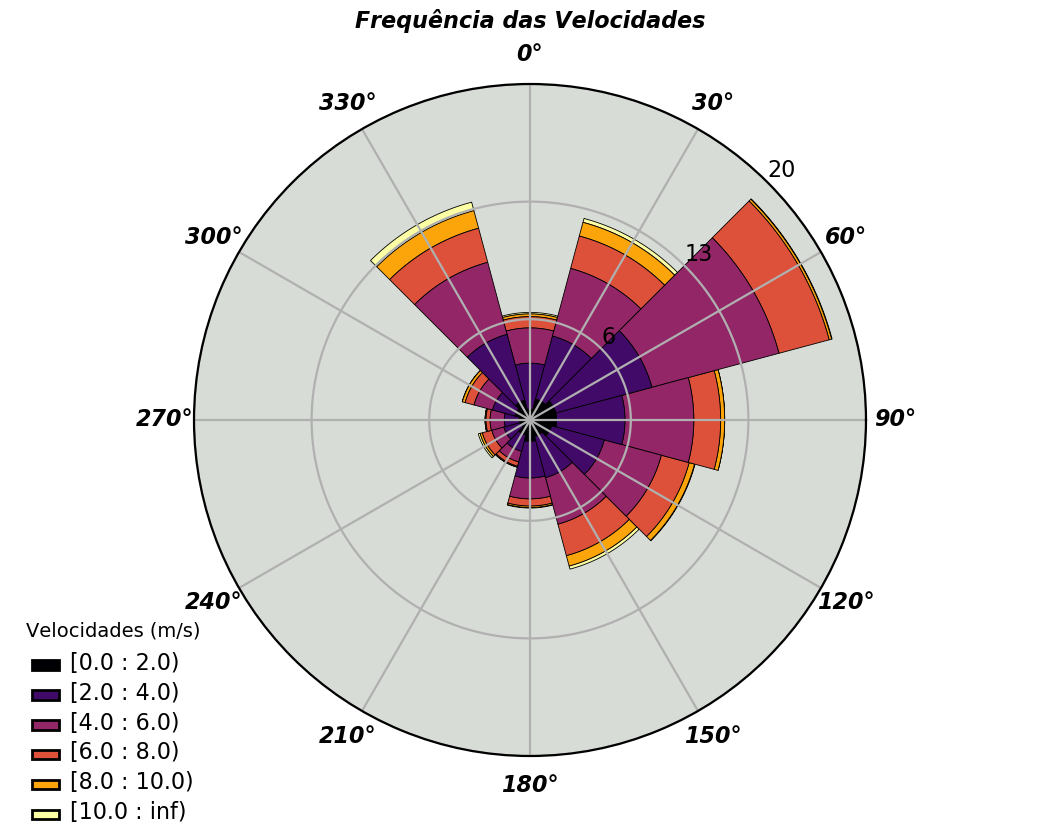 Frequência das Velocidades
0°
330°
30°
20
300°
60°
13
6
270°
90°
240°
120°
Velocidades (m/s)
[0.0 : 2.0)
[2.0 : 4.0)
[4.0 : 6.0)
210°
150°
[6.0 : 8.0)
[8.0 : 10.0)
180°
[10.0 : inf)